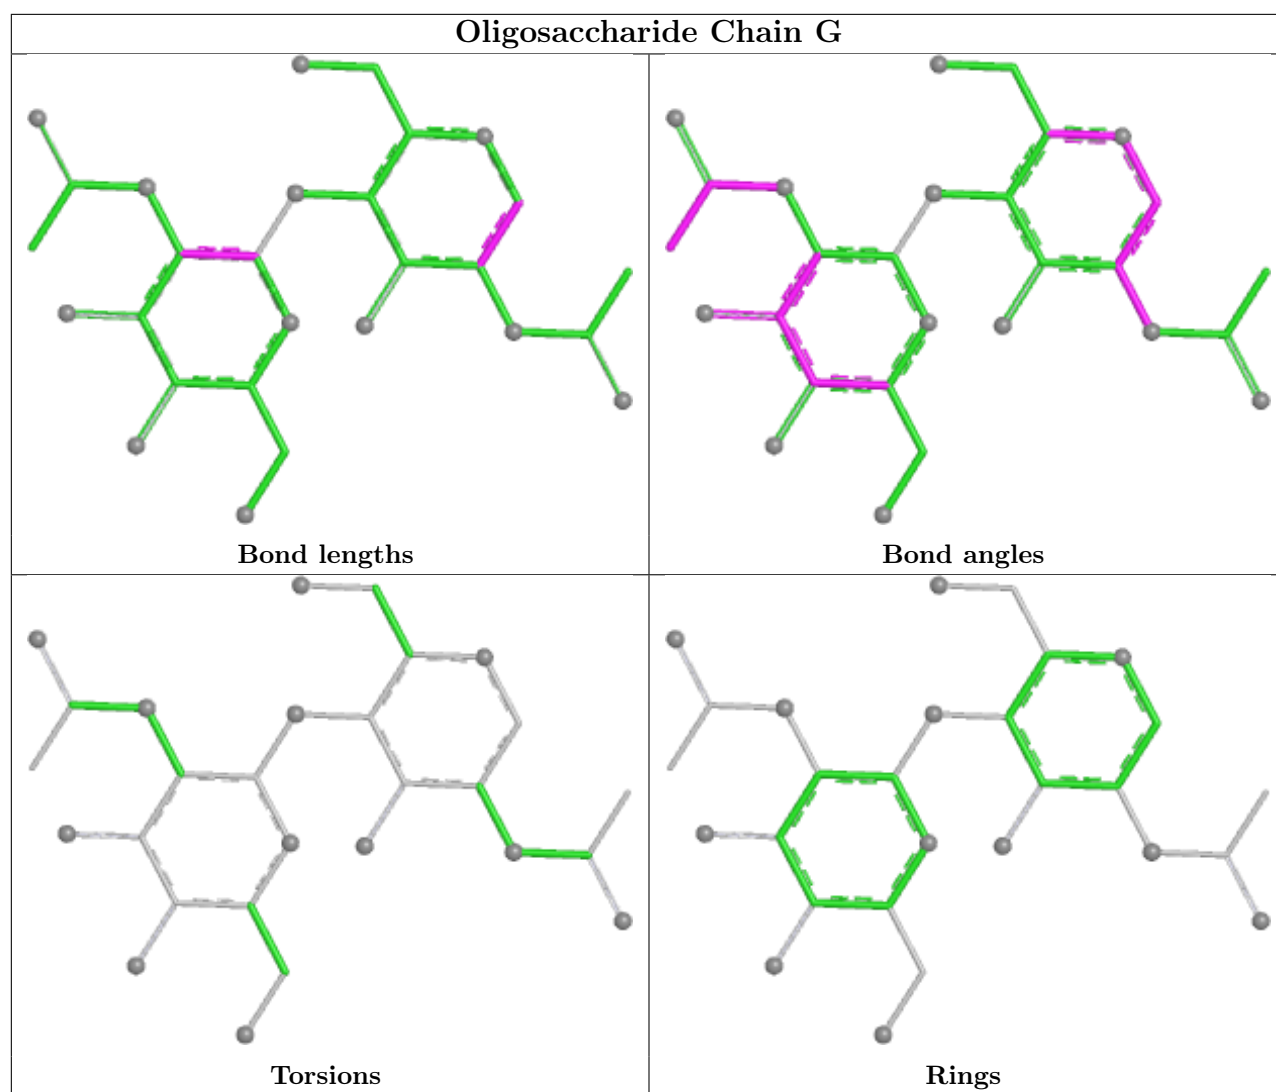 Oligosaccharide Chain G
Bond lengths
Bond angles
Torsions
Rings